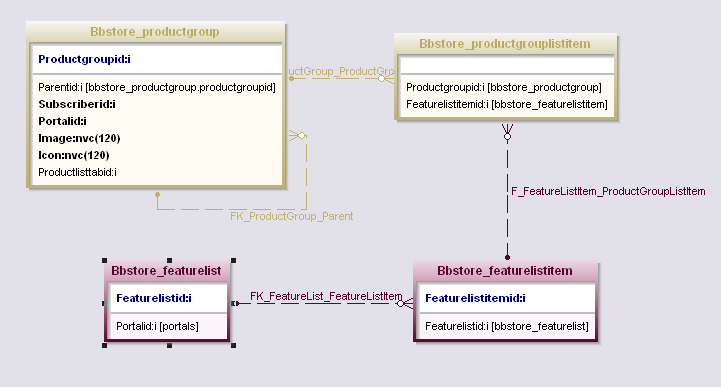 Bbstore_productgroup
Productgroupid:i
Parentid:i [bbstore_productgroup.productgroupid]
Subscriberid:i
Portalid:i
Image:nvc(120)
Icon:nvc(120)
Productlisttabid:i
uctGroup_ProductGro
Bbstore_productgrouplistitem
Productgroupid:i [bbstore_productgroup]
Featurelistitemid:i [bbstore_featurelistitem]
FK_ProductGroup_Parent
F_FeatureListItem_ProductGroupListItem
Bbstore_featurelist
Featurelistid:i
Portalid:i [portals]
FK_FeatureList_FeatureListItem
Bbstore_featurelistitem
Featurelistitemid:i
Featurelistid:i [bbstore_featurelist]